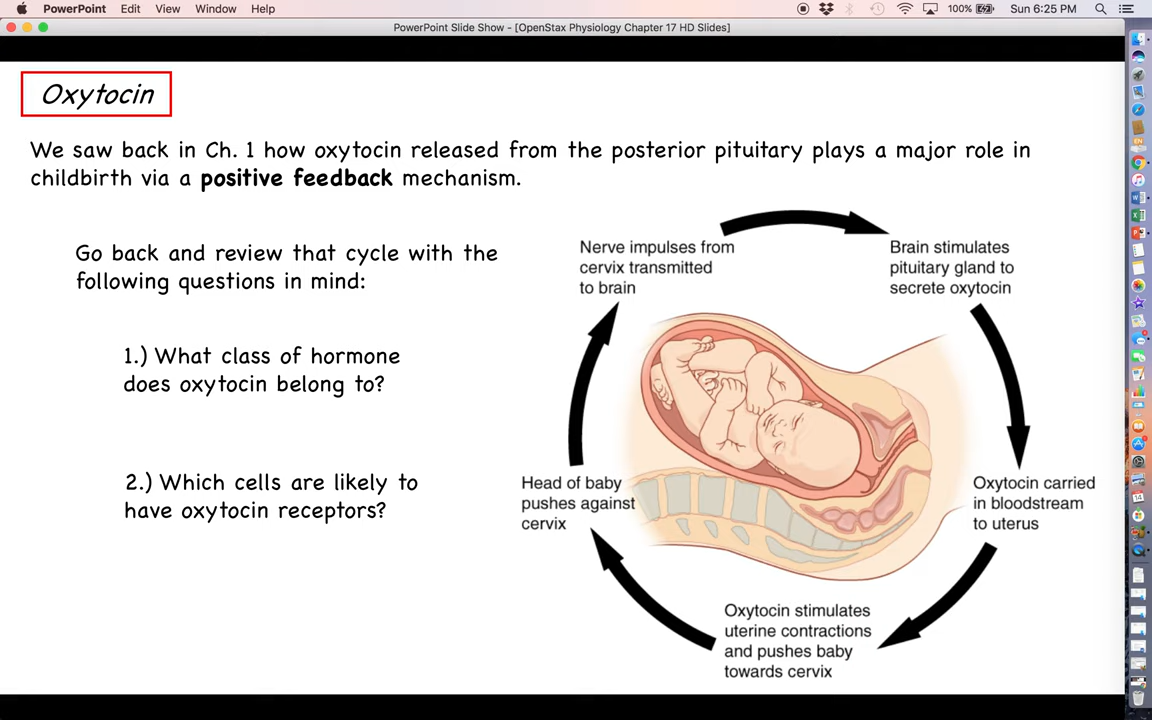 PowerPoint Edit View Window Help 100% Sun 6:25 PM
PowerPoint Slide Show - [OpenStax Physiology Chapter 17 HD Slides]
Oxytocin
We saw back in Ch. 1 how oxytocin released from the posterior pituitary plays a major role in
childbirth via a positive feedback mechanism.
Go back and review that cycle with the
following questions in mind:
1.) What class of hormone
does oxytocin belong to?
2.) Which cells are likely to
have oxytocin receptors?
Nerve impulses from
cervix transmitted
to brain
Brain stimulates
pituitary gland to
secrete oxytocin
Oxytocin carried
in bloodstream
to uterus
Oxytocin stimulates
uterine contractions
and pushes baby
towards cervix
Head of baby
pushes against
cervix